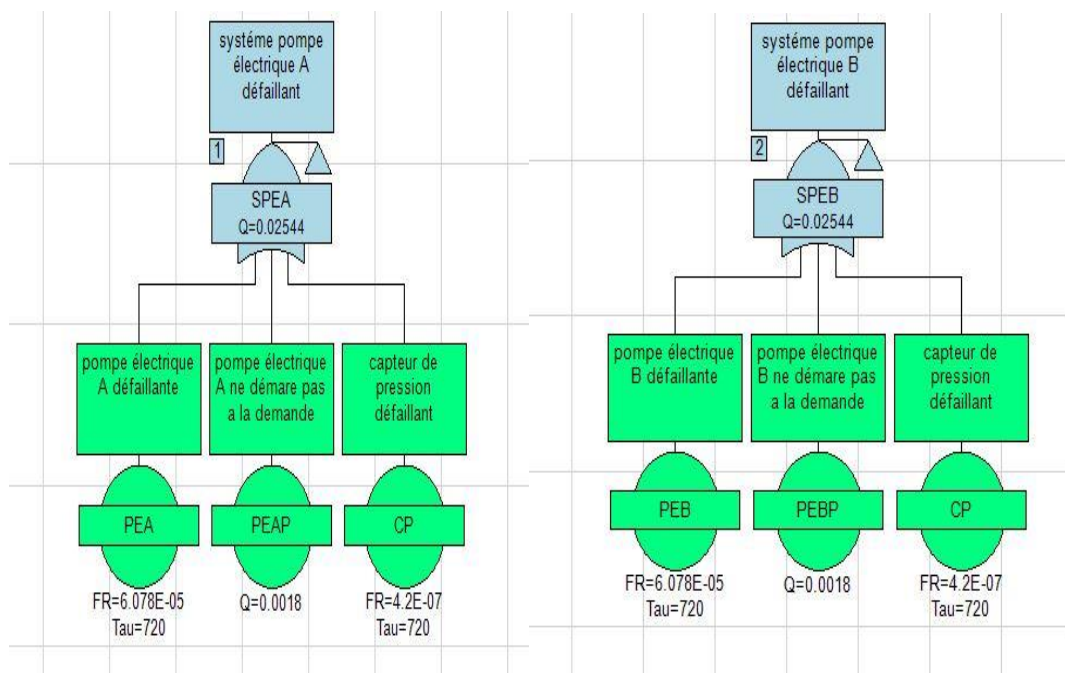 systéme pompe
électrique A
défaillant
1
SPEA
Q=0.02544
pompe électrique
A défaillante
pompe électrique
A ne démare pas
a la demande
capteur de
pression
défaillant
PEA
PEAP
CP
FR=6.078E-05
Tau=720
Q=0.0018
FR=4.2E-07
Tau=720
systéme pompe
électrique B
défaillant
2
SPEB
Q=0.02544
pompe électrique
B défaillante
pompe électrique
B ne démare pas
a la demande
capteur de
pression
défaillant
PEB
PEBP
CP
FR=6.078E-05
Tau=720
Q=0.0018
FR=4.2E-07
Tau=720